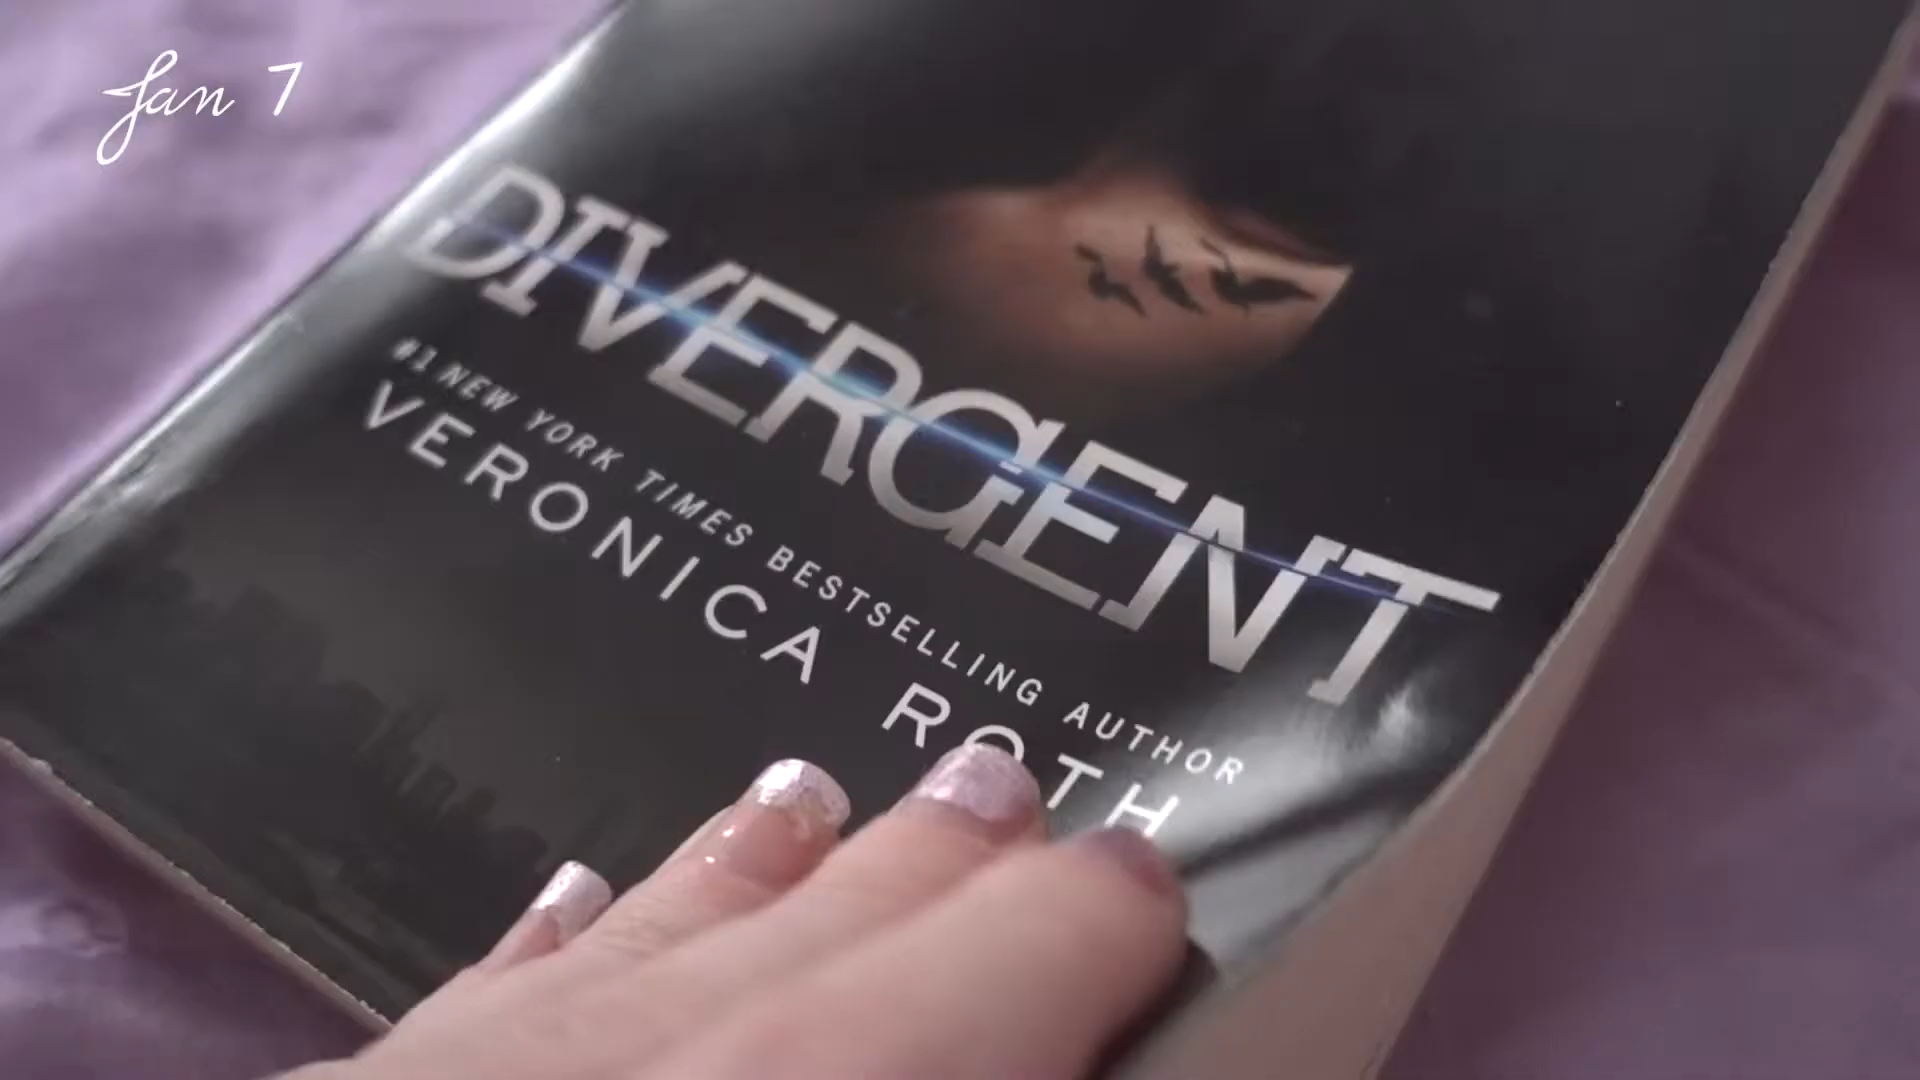 Jan 7
DIVERGENT
#1 NEW YORK TIMES BESTSELLING AUTHOR
VERONICA ROTH